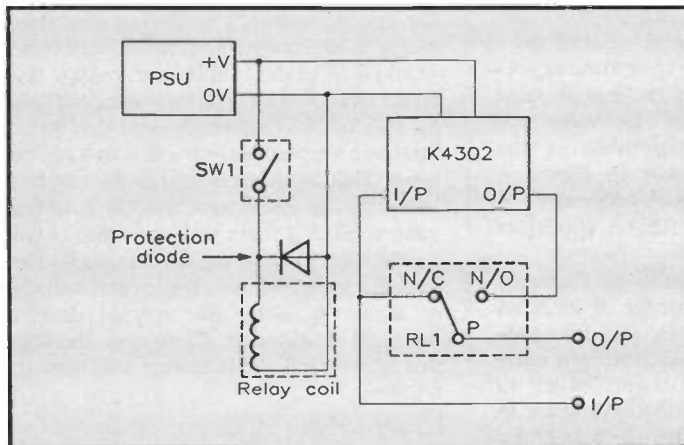 +V
PSU
0V
SW1
K4302
I/P O/P
Protection
diode
N/C N/O
RL1 P
O/P
Relay coil
I/P